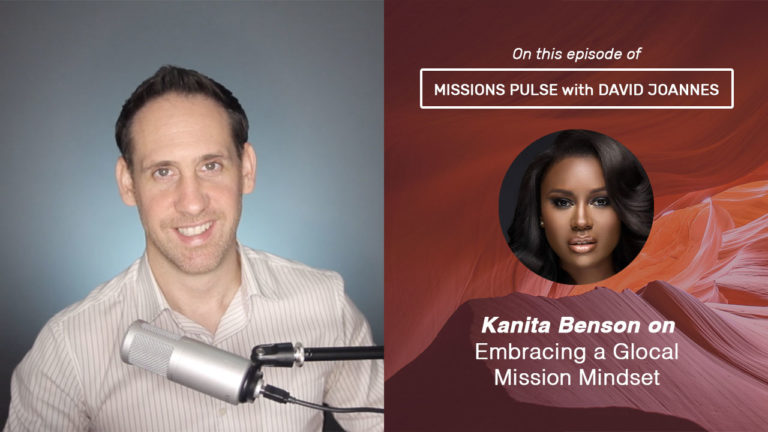 On this episode of
MISSIONS PULSE with DAVID JOANNES
Kanita Benson on
Embracing a Glocal
Mission Mindset